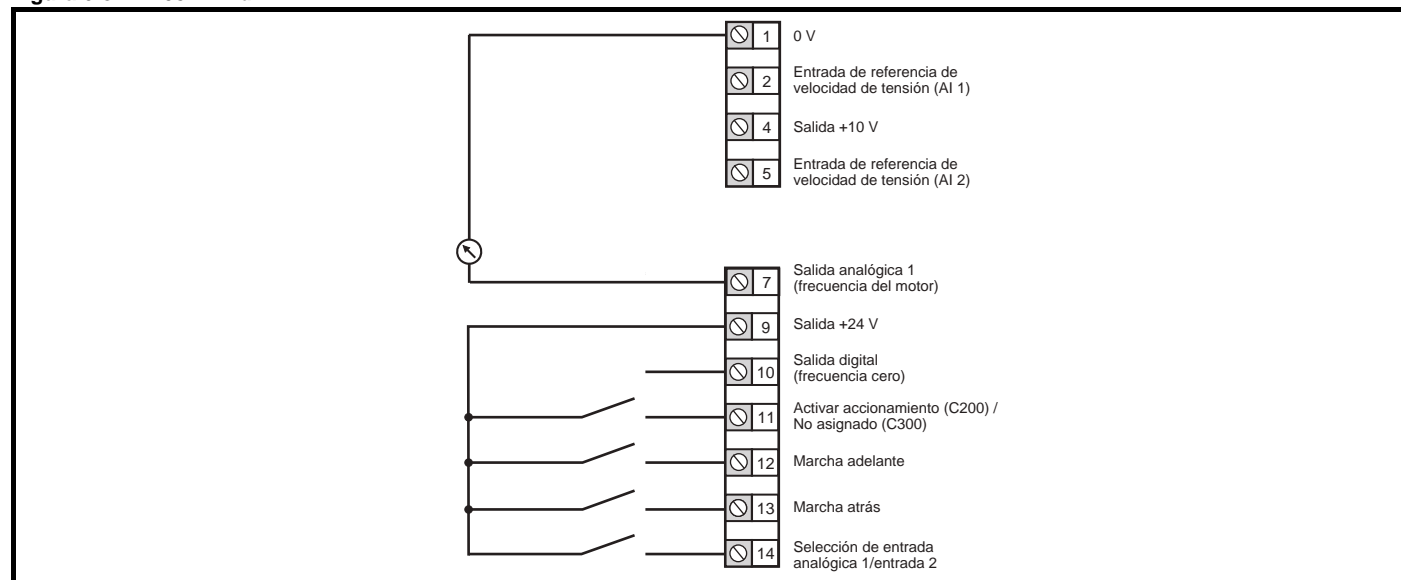 1 0 V
2 Entrada de referencia de
velocidad de tensión (AI 1)
4 Salida +10 V
5 Entrada de referencia de
velocidad de tensión (AI 2)
7 Salida analógica 1
(frecuencia del motor)
9 Salida +24 V
10 Salida digital
(frecuencia cero)
11 Activar accionamiento (C200) /
No asignado (C300)
12 Marcha adelante
13 Marcha atrás
14 Selección de entrada
analógica 1/entrada 2